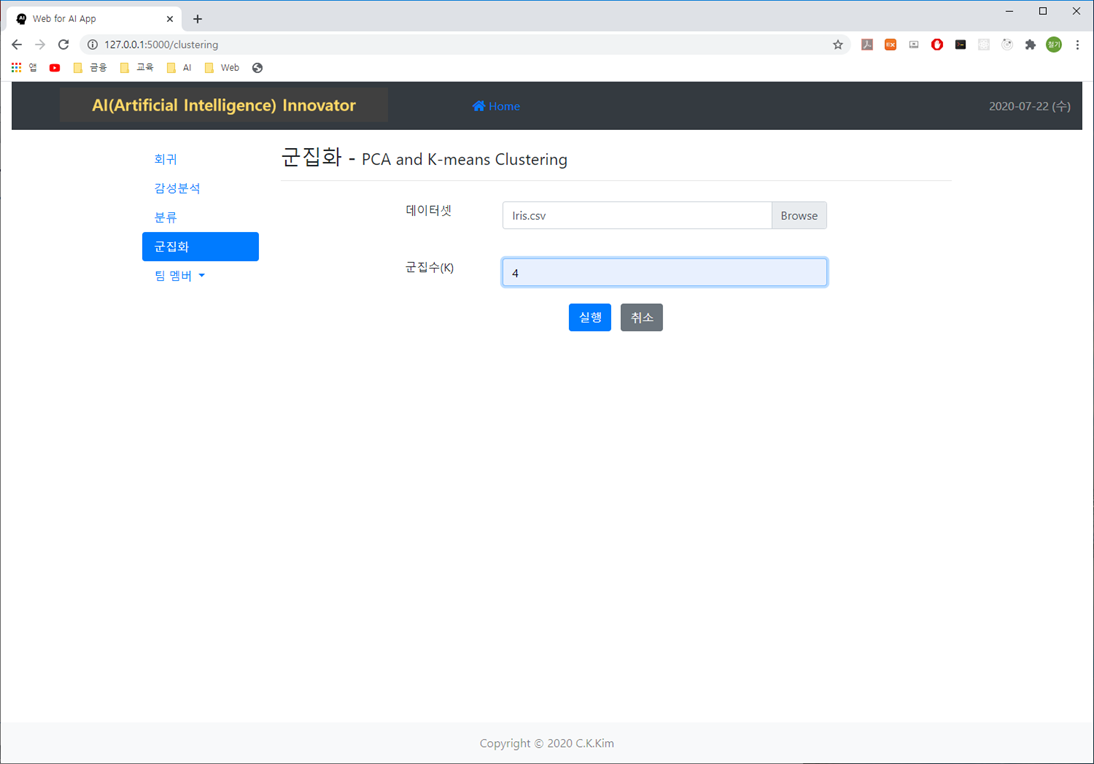 Web for AI App
127.0.0.1:5000/clustering
앱 금융 교육 AI Web
AI(Artificial Intelligence) Innovator Home 2020-07-22 (수)
회귀
감성분석
분류
군집화
팀 멤버
군집화 - PCA and K-means Clustering
데이터셋 Iris.csv Browse
군집수(K) 4
실행 취소
Copyright © 2020 C.K.Kim